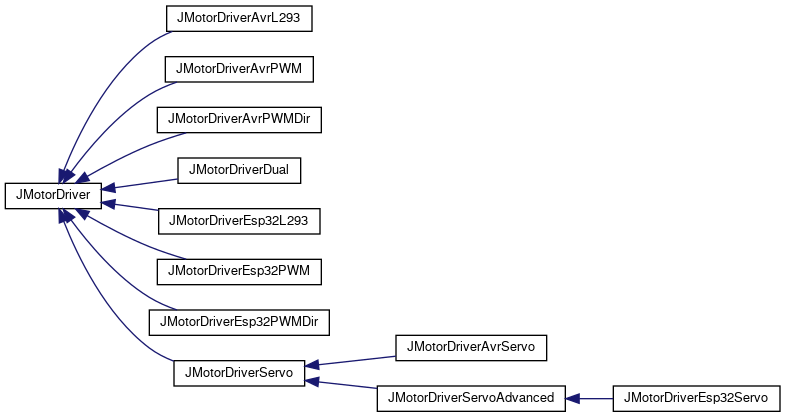 JMotorDriverAvrL293
JMotorDriverAvrPWM
JMotorDriverAvrPWMDir
JMotorDriverDual
JMotorDriver
JMotorDriverEsp32L293
JMotorDriverEsp32PWM
JMotorDriverEsp32PWMDir
JMotorDriverAvrServo
JMotorDriverServo
JMotorDriverServoAdvanced
JMotorDriverEsp32Servo